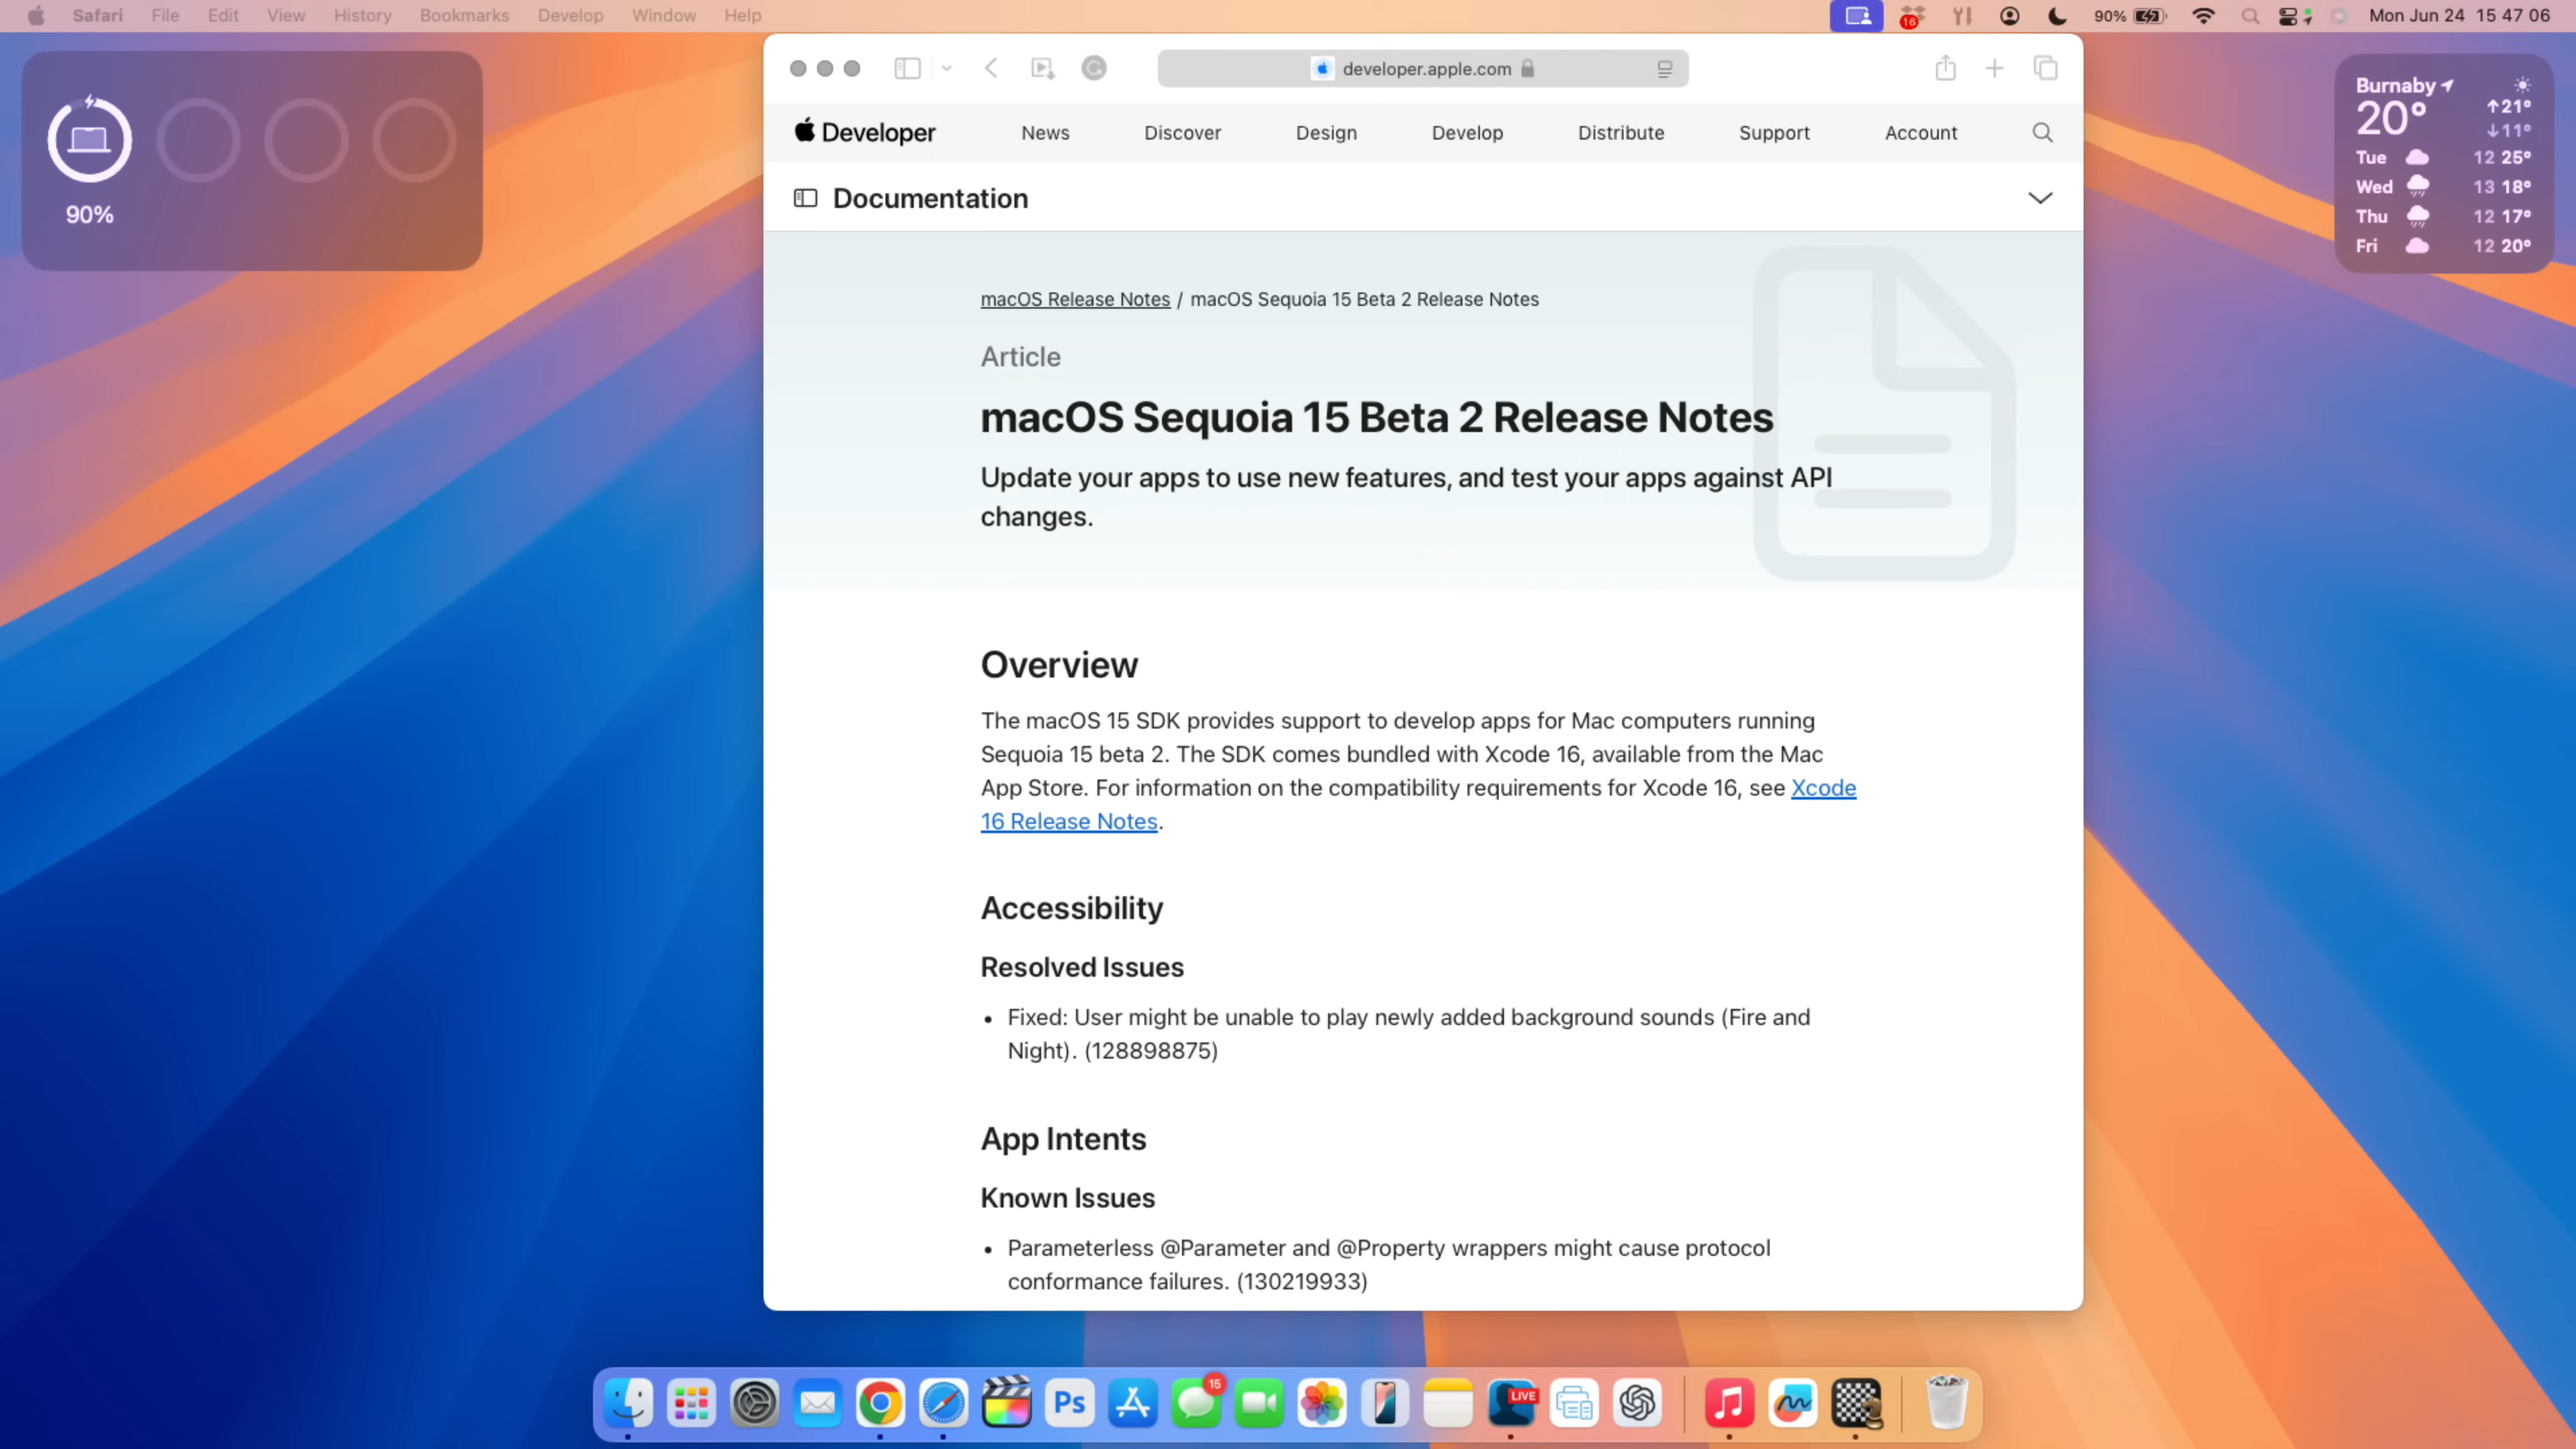 Safari File Edit View History Bookmarks Develop Window Help
16
90%
Mon Jun 24 15 47 06
90%
developer.apple.com
Burnaby
20°
↑21°
↓11°
Tue 12 25°
Wed 13 18°
Thu 12 17°
Fri 12 20°
Developer News Discover Design Develop Distribute Support Account
Documentation
macOS Release Notes / macOS Sequoia 15 Beta 2 Release Notes
Article
macOS Sequoia 15 Beta 2 Release Notes
Update your apps to use new features, and test your apps against API
changes.
Overview
The macOS 15 SDK provides support to develop apps for Mac computers running
Sequoia 15 beta 2. The SDK comes bundled with Xcode 16, available from the Mac
App Store. For information on the compatibility requirements for Xcode 16, see Xcode
16 Release Notes.
Accessibility
Resolved Issues
• Fixed: User might be unable to play newly added background sounds (Fire and
Night). (128898875)
App Intents
Known Issues
• Parameterless @Parameter and @Property wrappers might cause protocol
conformance failures. (130219933)
Ps
15
LIVE